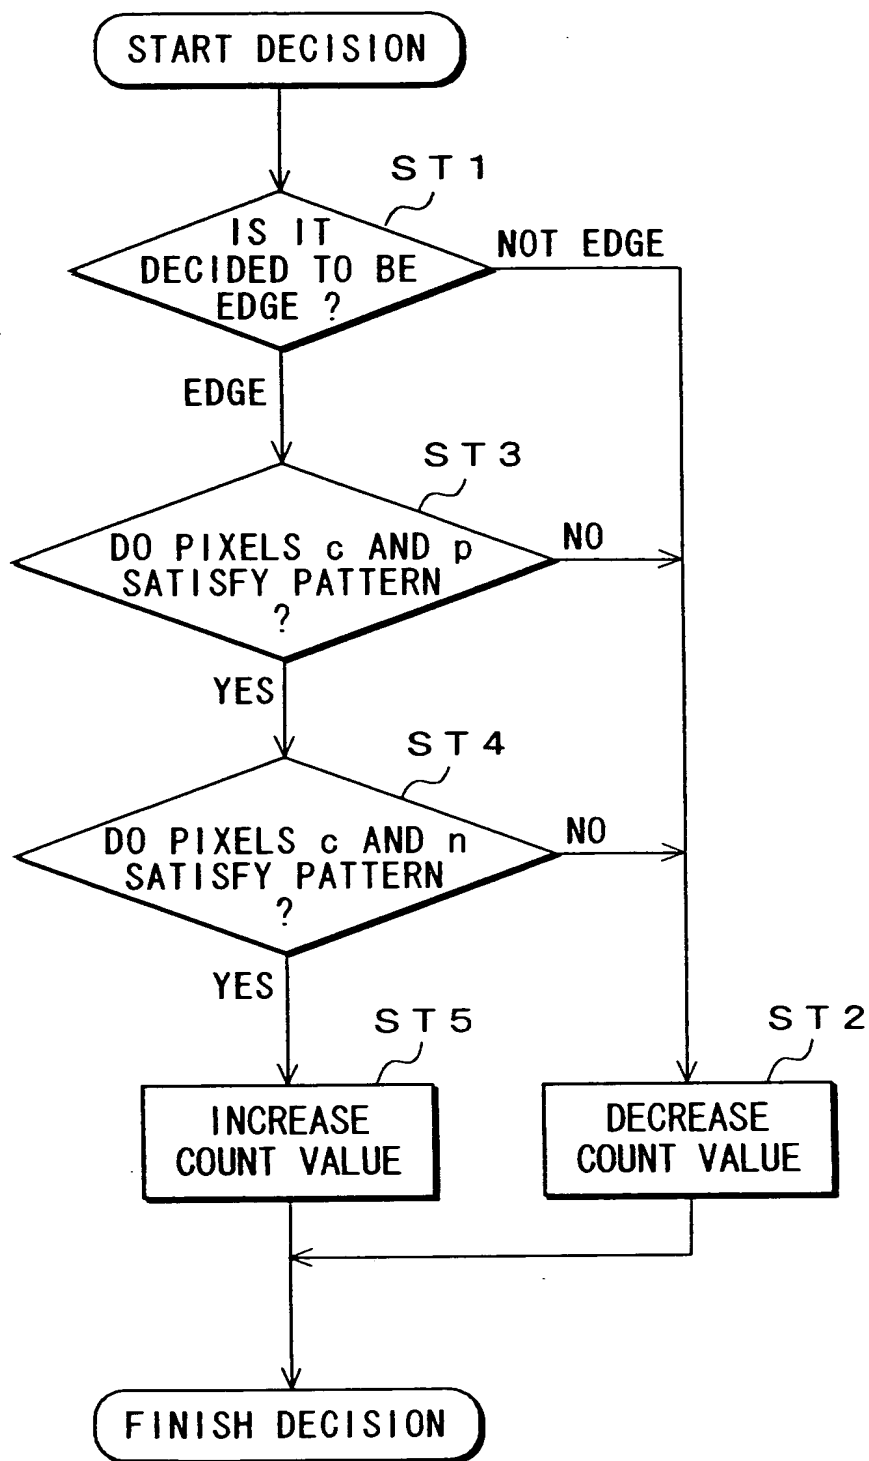 START DECISION
ST1
IS IT
DECIDED TO BE
EDGE ?
NOT EDGE
EDGE
ST3
DO PIXELS c AND p
SATISFY PATTERN
?
NO
YES
ST4
DO PIXELS c AND n
SATISFY PATTERN
?
NO
YES
ST5
INCREASE
COUNT VALUE
ST2
DECREASE
COUNT VALUE
FINISH DECISION